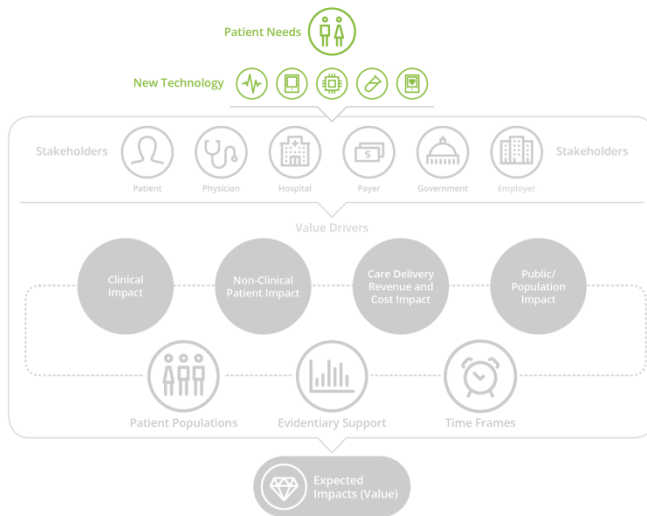 Patient Needs
New Technology
Stakeholders
Stakeholders
Patient
Physician
Hospital
$
Payer
Government
Employer
Value Drivers
Clinical
Impact
Non-Clinical
Patient Impact
Care Delivery
Revenue and
Cost Impact
Public/
Population
Impact
Patient Populations
Evidentiary Support
Time Frames
Expected
Impacts (Value)